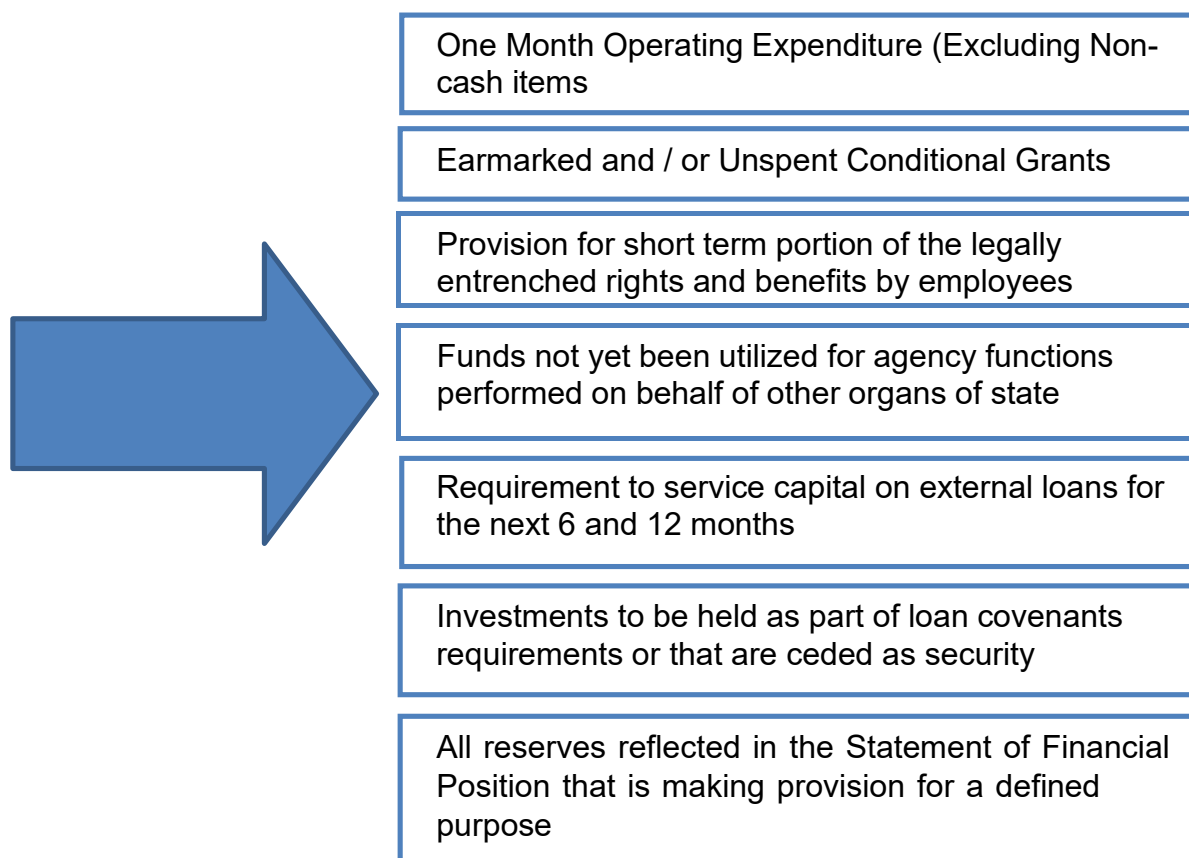 One Month Operating Expenditure (Excluding Non-
cash items
Earmarked and / or Unspent Conditional Grants
Provision for short term portion of the legally
entrenched rights and benefits by employees
Funds not yet been utilized for agency functions
performed on behalf of other organs of state
Requirement to service capital on external loans for
the next 6 and 12 months
Investments to be held as part of loan covenants
requirements or that are ceded as security
All reserves reflected in the Statement of Financial
Position that is making provision for a defined
purpose